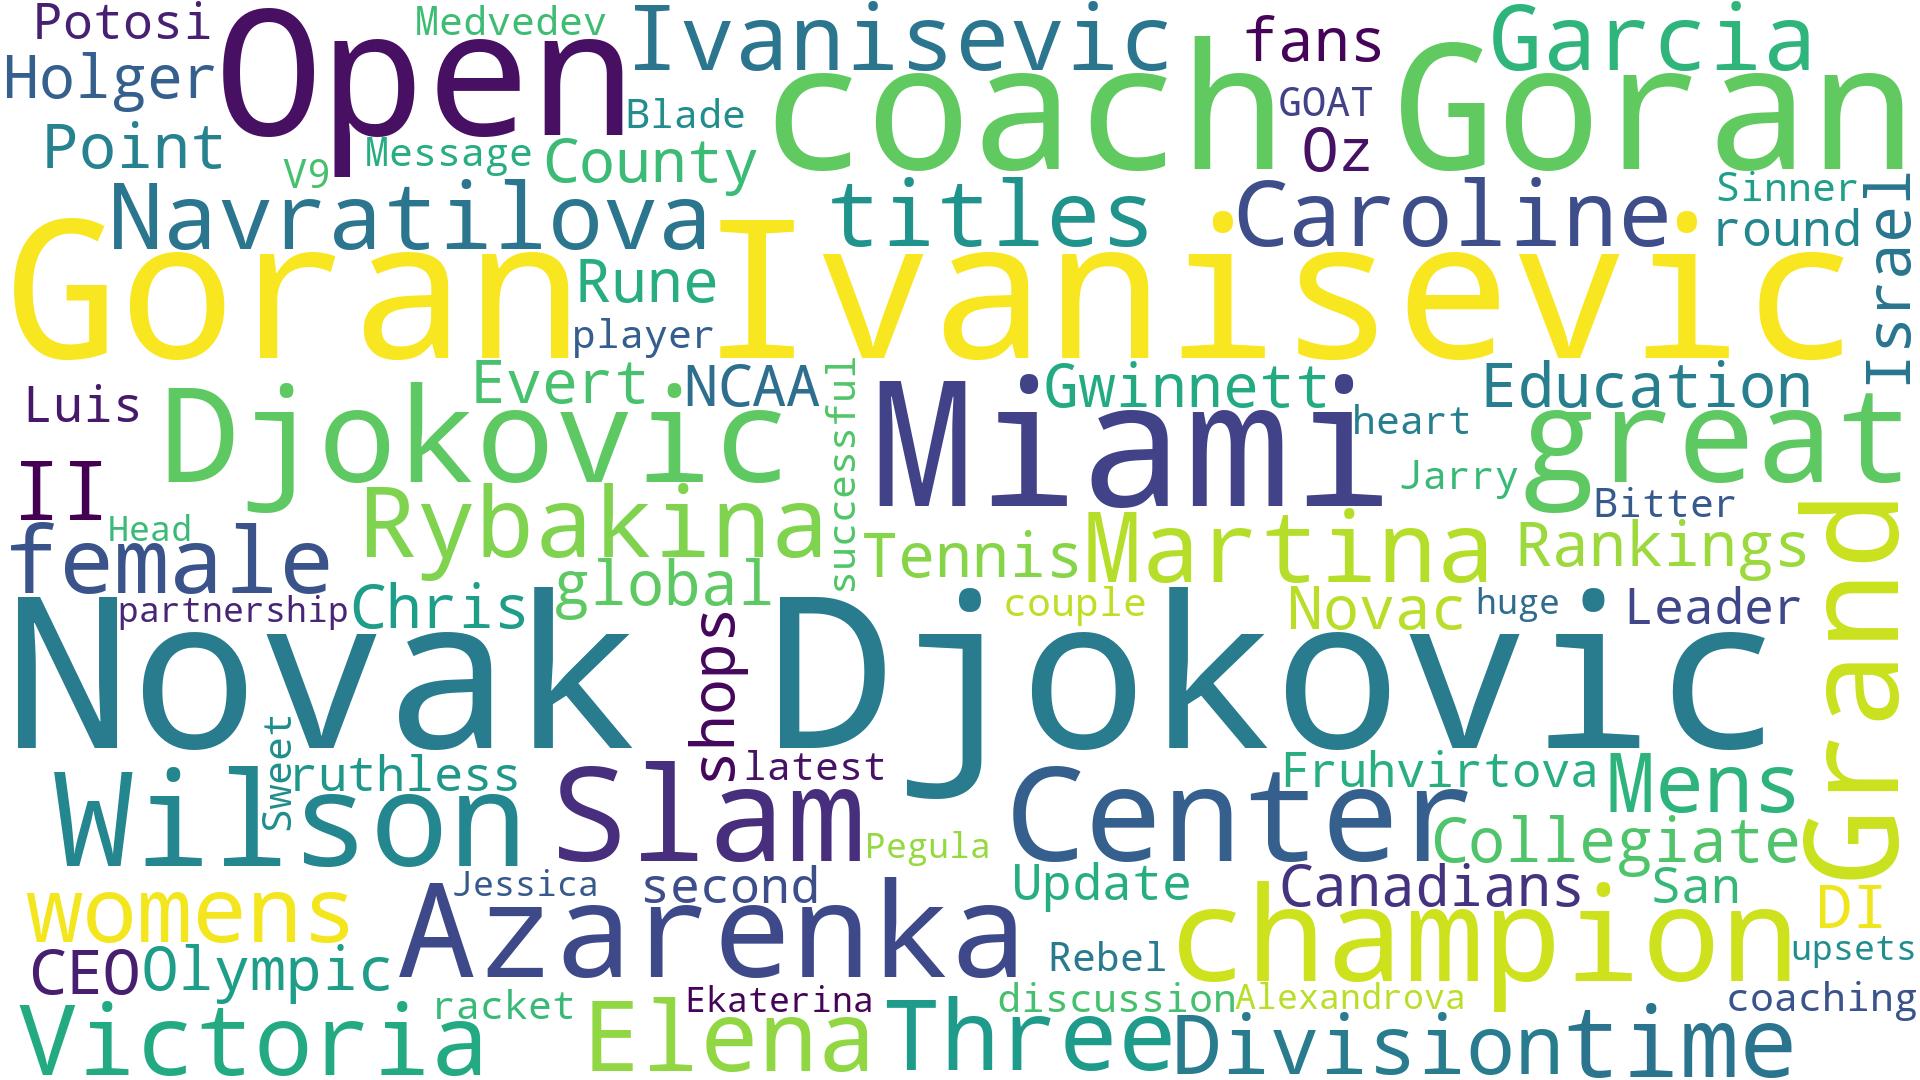 Potosi
Medvedev
Open
Ivanisevic
fans
Garcia
Holger
coach
Goran
Blade
GOAT
Point
Message
County
Oz
V9
Navratilova
titles
Caroline
Sinner
round
Israel
Goran Ivanisevic
Rune
player
Luis
Djokovic
Evert
NCAA
successful
Miami
Gwinnett
heart
Education
great
II
Head
Rybakina
Jarry
Bitter
female
Tennis
Martina
Rankings
Grand
global
partnership
Chris
couple
Novac
huge
Leader
Novak Djokovic
shops
Sweet
ruthless
latest
Fruhvirtova
Mens
Wilson
Slam
Center
Pegula
Collegiate
womens
Jessica
second
Update
Canadians
San
DI
Azarenka
champion
CEO
Olympic
Rebel
upsets
Victoria
racket
Ekaterina
discussion
Alexandrova
coaching
Elena
Three
Division
time